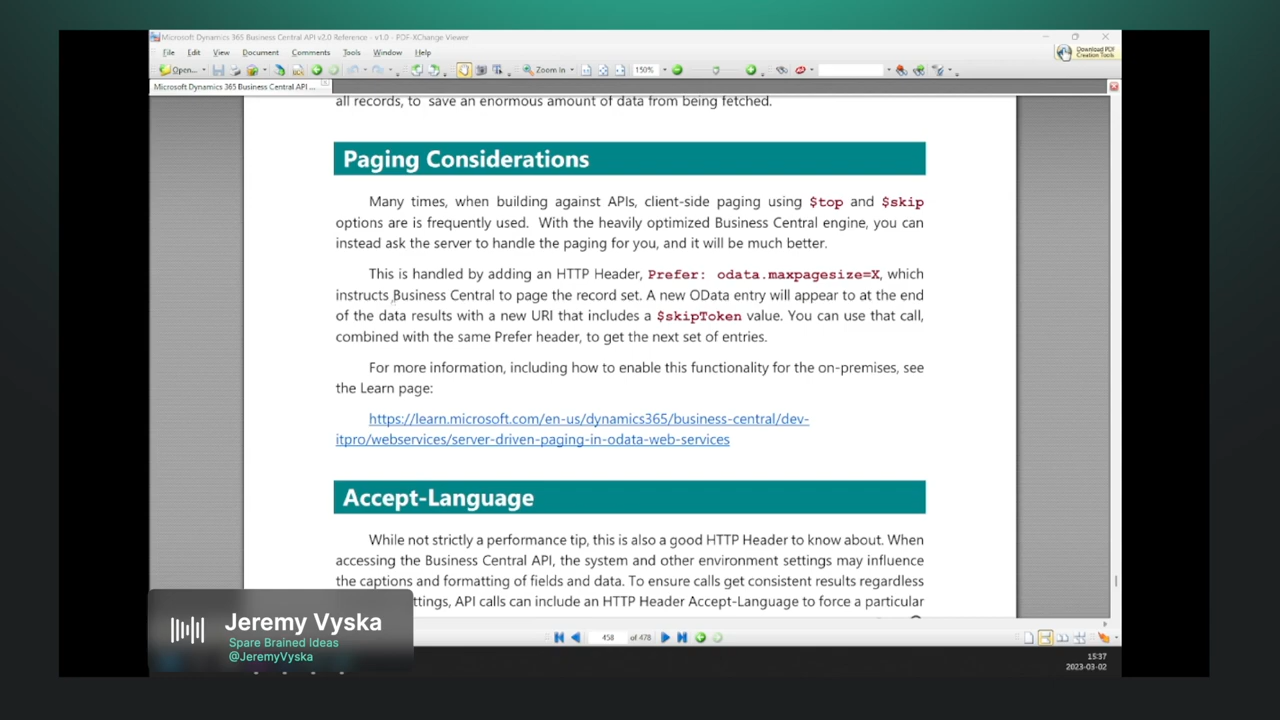 Microsoft Dynamics 365 Business Central API v2.0 Reference - v1.0 - PDF-XChange Viewer
File Edit View Document Comments Tools Window Help
Open... Zoom In 150% Download PDF Creation Tools
Microsoft Dynamics 365 Business Central API ...
all records, to save an enormous amount of data from being fetched.
Paging Considerations
Many times, when building against APIs, client-side paging using $top and $skip
options are is frequently used. With the heavily optimized Business Central engine, you can
instead ask the server to handle the paging for you, and it will be much better.
This is handled by adding an HTTP Header, Prefer: odata.maxpagesize=X, which
instructs Business Central to page the record set. A new OData entry will appear to at the end
of the data results with a new URI that includes a $skipToken value. You can use that call,
combined with the same Prefer header, to get the next set of entries.
For more information, including how to enable this functionality for the on-premises, see
the Learn page:
https://learn.microsoft.com/en-us/dynamics365/business-central/dev-
itpro/webservices/server-driven-paging-in-odata-web-services
Accept-Language
While not strictly a performance tip, this is also a good HTTP Header to know about. When
accessing the Business Central API, the system and other environment settings may influence
the captions and formatting of fields and data. To ensure calls get consistent results regardless
ttings, API calls can include an HTTP Header Accept-Language to force a particular
Jeremy Vyska
Spare Brained Ideas
@JeremyVyska
458 of 478
15:37
2023-03-02